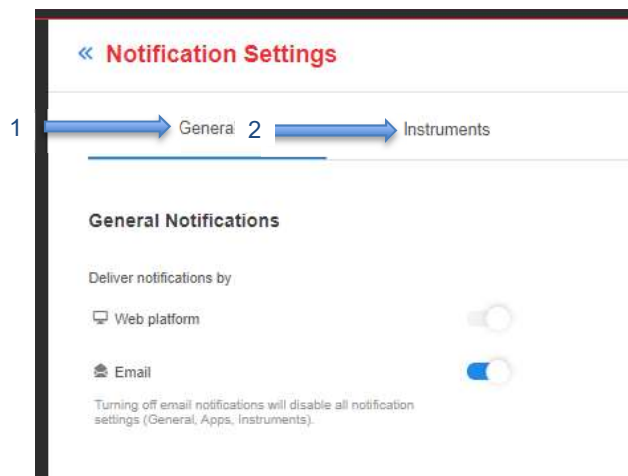 « Notification Settings
1 Genera 2 Instruments
General Notifications
Deliver notifications by
Web platform
Email
Turning off email notifications will disable all notification
settings (General, Apps, Instruments).